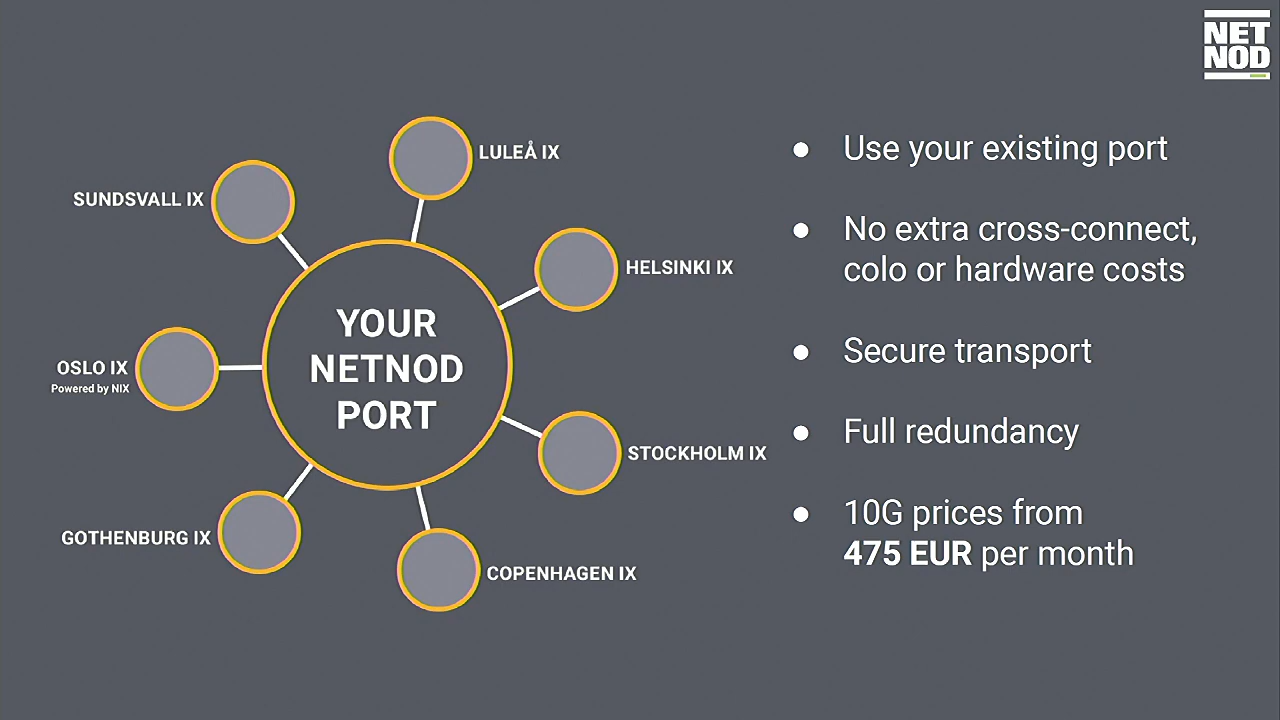 NET
NOD
LULEÅ IX
SUNDSVALL IX
HELSINKI IX
YOUR
NETNOD
PORT
OSLO IX
Powered by NIX
STOCKHOLM IX
GOTHENBURG IX
COPENHAGEN IX
● Use your existing port
● No extra cross-connect,
colo or hardware costs
● Secure transport
● Full redundancy
● 10G prices from
475 EUR per month